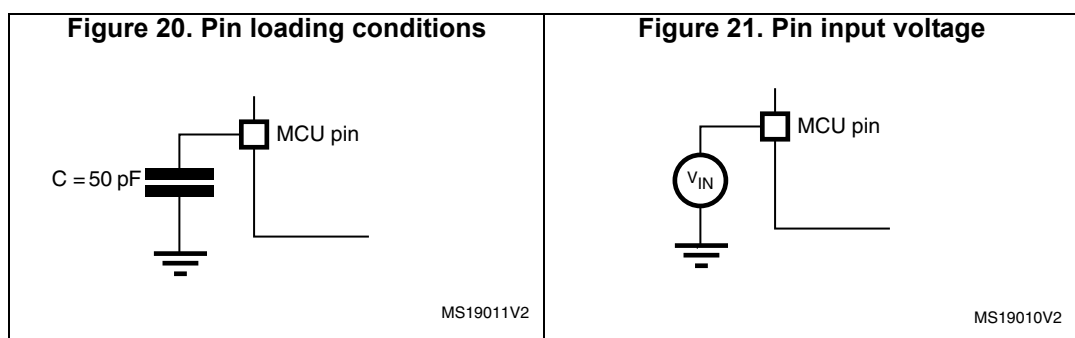 Figure 20. Pin loading conditions
MCU pin
C = 50 pF
MS19011V2
Figure 21. Pin input voltage
MCU pin
VIN
MS19010V2